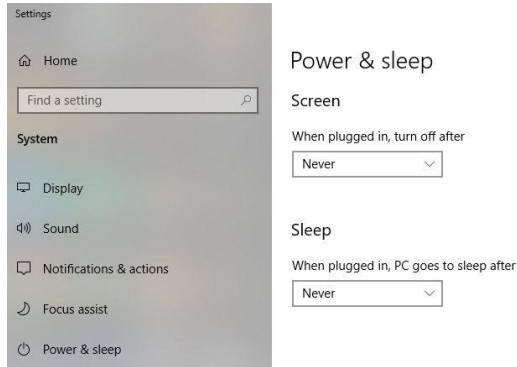 Settings
Home
Find a setting
System
Display
Sound
Notifications & actions
Focus assist
Power & sleep
Power & sleep
Screen
When plugged in, turn off after
Never
Sleep
When plugged in, PC goes to sleep after
Never